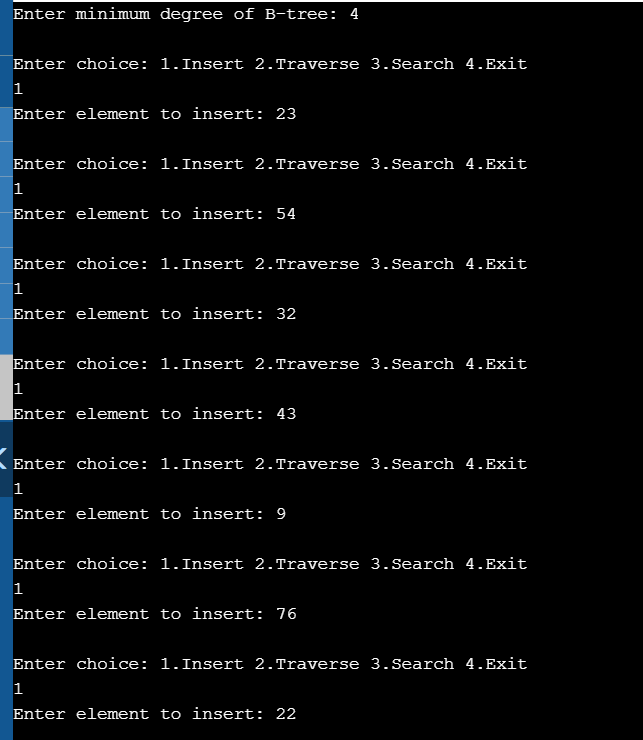 Enter minimum degree of B-tree: 4
Enter choice: 1.Insert 2.Traverse 3.Search 4.Exit
1
Enter element to insert: 23
Enter choice: 1.Insert 2.Traverse 3.Search 4.Exit
1
Enter element to insert: 54
Enter choice: 1.Insert 2.Traverse 3.Search 4.Exit
1
Enter element to insert: 32
Enter choice: 1.Insert 2.Traverse 3.Search 4.Exit
1
Enter element to insert: 43
Enter choice: 1.Insert 2.Traverse 3.Search 4.Exit
1
Enter element to insert: 9
Enter choice: 1.Insert 2.Traverse 3.Search 4.Exit
1
Enter element to insert: 76
Enter choice: 1.Insert 2.Traverse 3.Search 4.Exit
1
Enter element to insert: 22